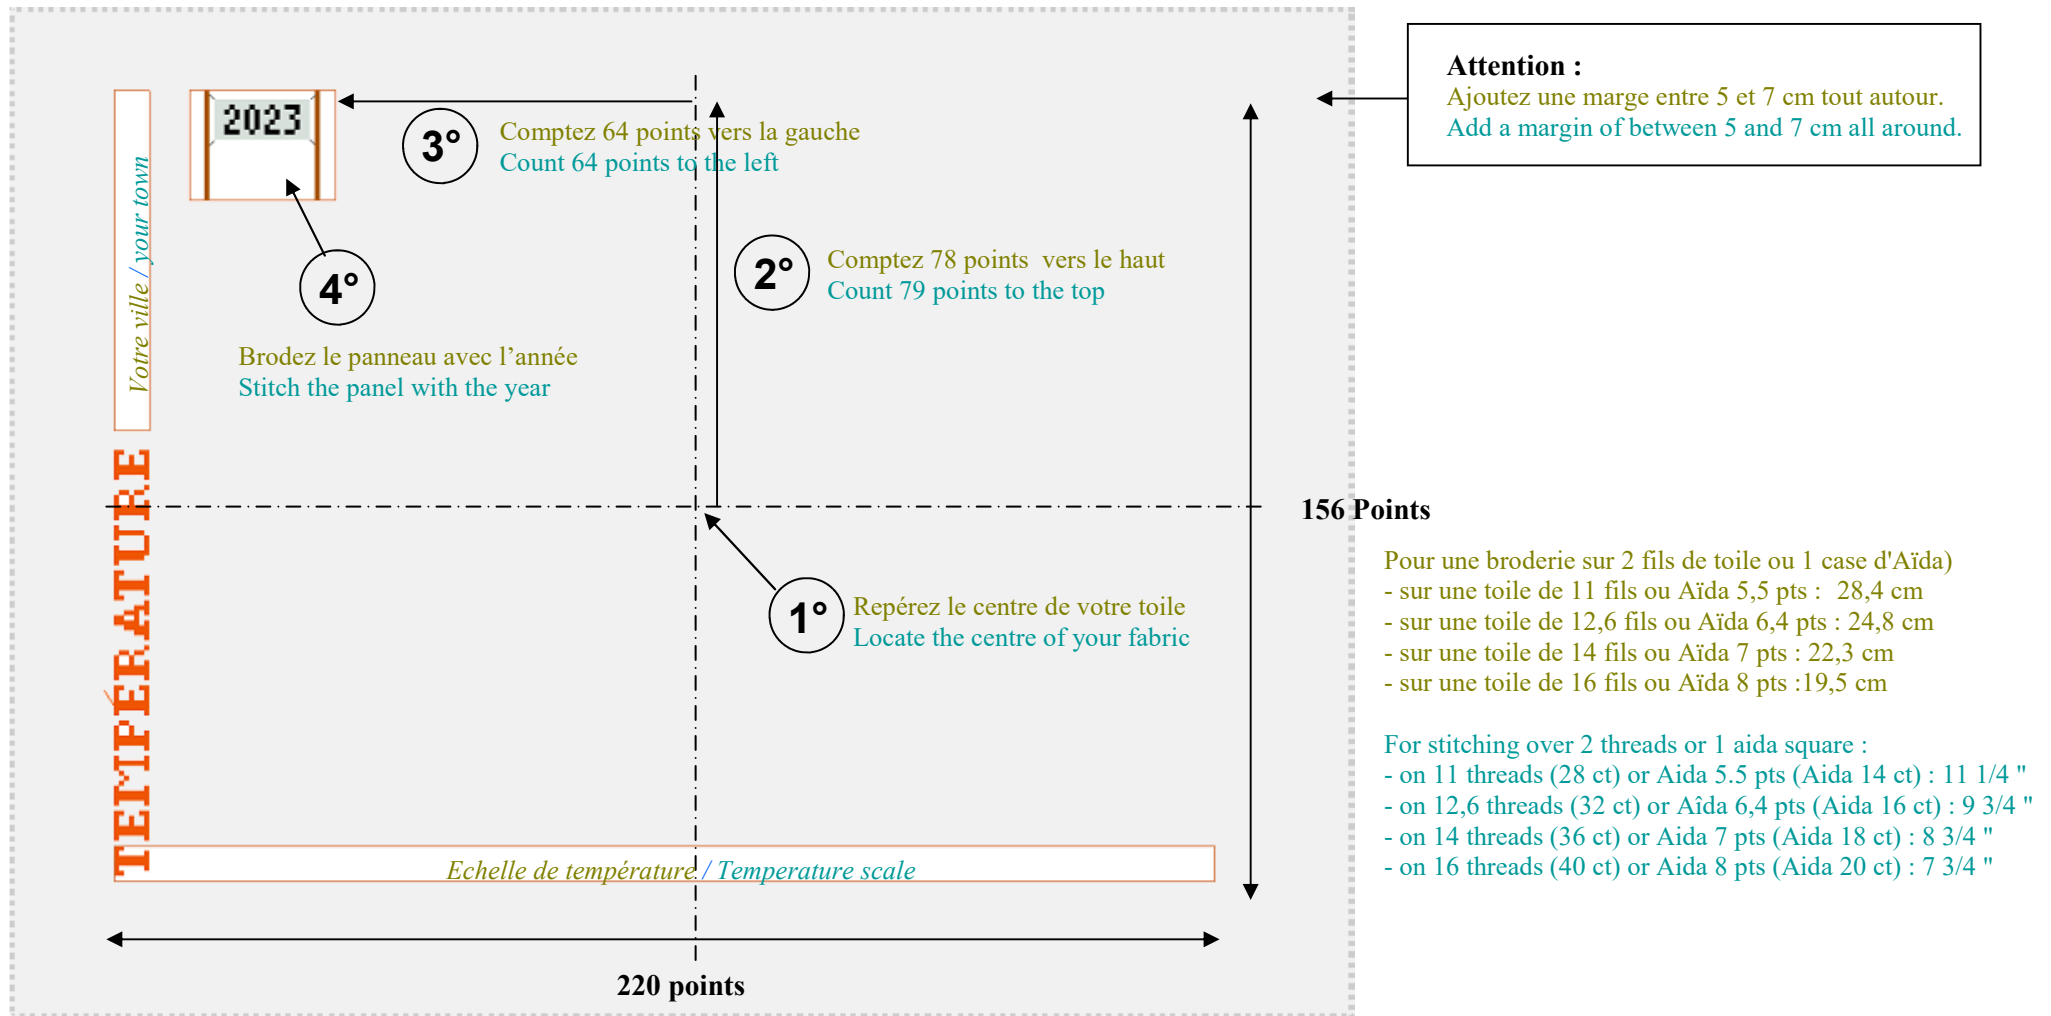 Attention :
Ajoutez une marge entre 5 et 7 cm tout autour.
Add a margin of between 5 and 7 cm all around.
2023
3°
Comptez 64 points vers la gauche
Count 64 points to the left
Votre ville / your town
4°
2°
Comptez 78 points  vers le haut
Count 79 points to the top
Brodez le panneau avec l’année
Stitch the panel with the year
TEMPÉRATURE
156 Points
1°
Repérez le centre de votre toile
Locate the centre of your fabric
Pour une broderie sur 2 fils de toile ou 1 case d'Aïda)
- sur une toile de 11 fils ou Aïda 5,5 pts :  28,4 cm
- sur une toile de 12,6 fils ou Aïda 6,4 pts : 24,8 cm
- sur une toile de 14 fils ou Aïda 7 pts : 22,3 cm
- sur une toile de 16 fils ou Aïda 8 pts :19,5 cm
For stitching over 2 threads or 1 aida square :
- on 11 threads (28 ct) or Aida 5.5 pts (Aida 14 ct) : 11 1/4 "
- on 12,6 threads (32 ct) or Aîda 6,4 pts (Aida 16 ct) : 9 3/4 "
- on 14 threads (36 ct) or Aida 7 pts (Aida 18 ct) : 8 3/4 "
- on 16 threads (40 ct) or Aida 8 pts (Aida 20 ct) : 7 3/4 "
Echelle de température / Temperature scale
220 points